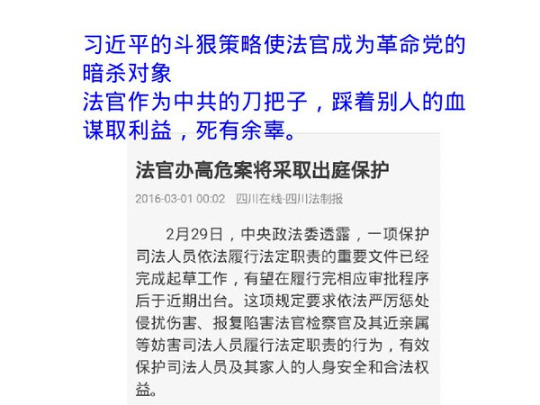 习近平的斗狠策略使法官成为革命党的
暗杀对象
法官作为中共的刀把子，踩着别人的血
谋取利益，死有余辜。
法官办高危案将采取出庭保护
2016-03-01 00:02 四川在线-四川法制报
2月29日，中央政法委透露，一项保护
司法人员依法履行法定职责的重要文件已经
完成起草工作，有望在履行完相应审批程序
后于近期出台。这项规定要求依法严厉惩处
侵扰伤害、报复陷害法官检察官及其近亲属
等妨害司法人员履行法定职责的行为，有效
保护司法人员及其家人的人身安全和合法权
益。